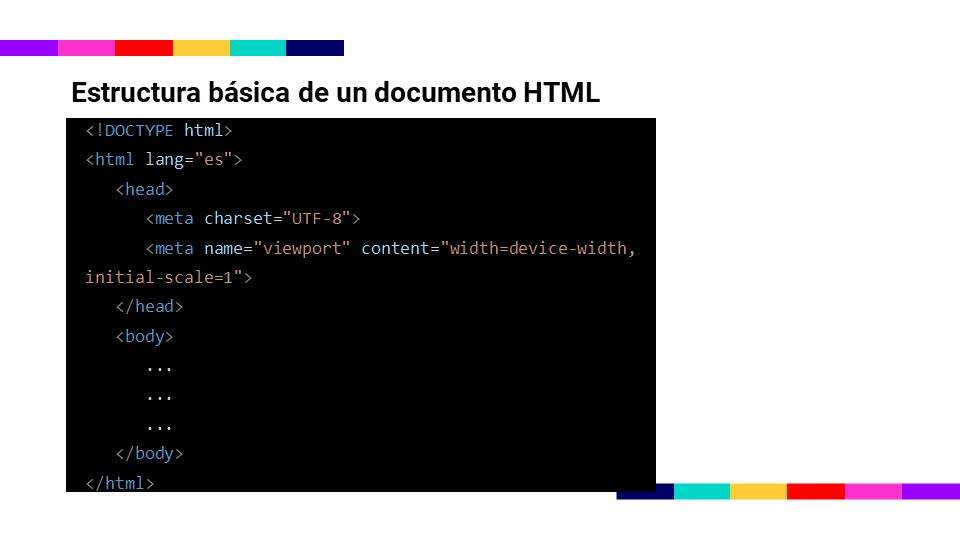 Estructura básica de un documento HTML
<!DOCTYPE html>
<html lang="es">
<head>
<meta charset="UTF-8">
<meta name="viewport" content="width=device-width,
initial-scale=1">
</head>
<body>
...
...
...
</body>
</html>